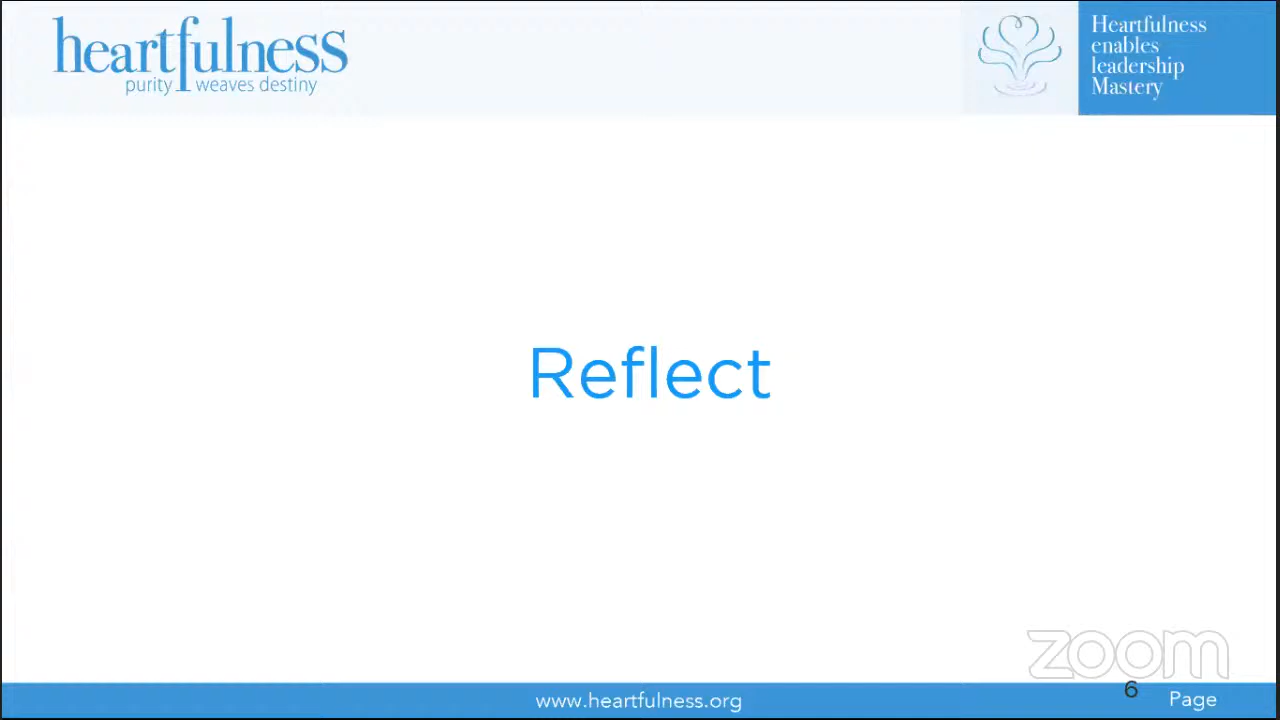 heartfulness
purity weaves destiny
Heartfulness
enables
leadership
Mastery
Reflect
zoom
www.heartfulness.org
6 Page